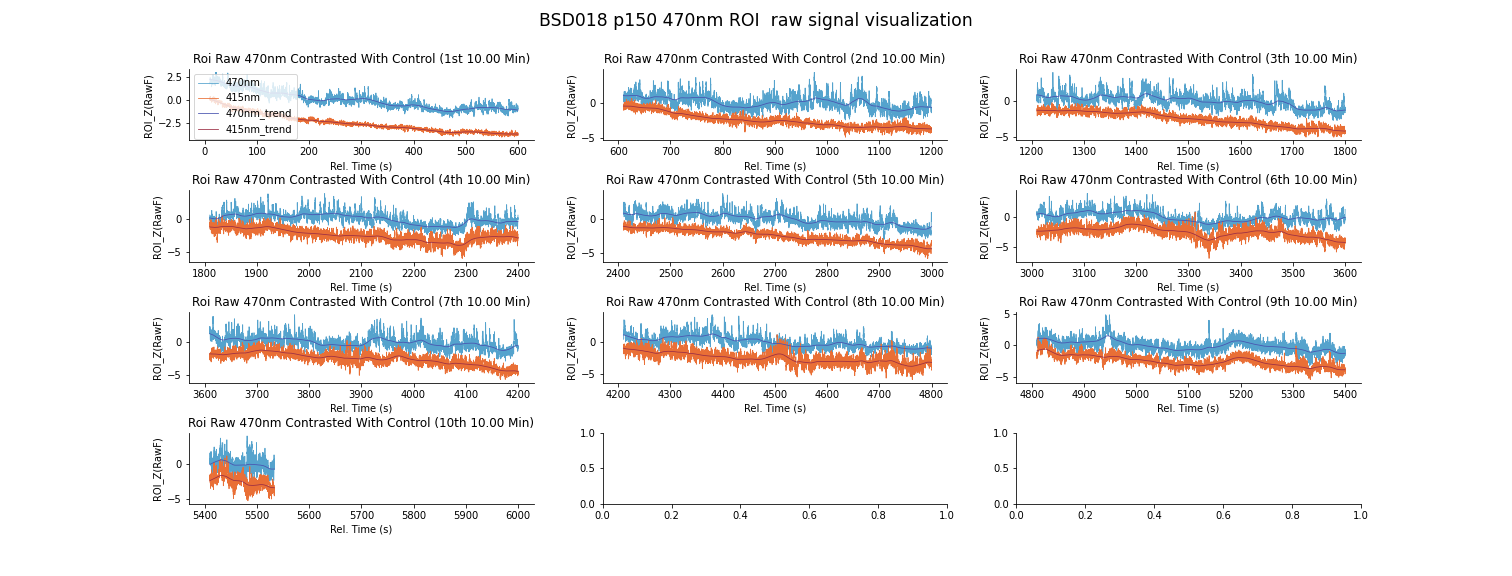 BSD018 p150 470nm ROI  raw signal visualization
Roi Raw 470nm Contrasted With Control (1st 10.00 Min)
Roi Raw 470nm Contrasted With Control (2nd 10.00 Min)
Roi Raw 470nm Contrasted With Control (3th 10.00 Min)
ROI_Z(RawF)
2.5
0.0
−2.5
470nm
415nm
470nm_trend
415nm_trend
0 100 200 300 400 500 600
Rel. Time (s)
ROI_Z(RawF)
0
−5
600 700 800 900 1000 1100 1200
Rel. Time (s)
ROI_Z(RawF)
0
−5
1200 1300 1400 1500 1600 1700 1800
Rel. Time (s)
Roi Raw 470nm Contrasted With Control (4th 10.00 Min)
Roi Raw 470nm Contrasted With Control (5th 10.00 Min)
Roi Raw 470nm Contrasted With Control (6th 10.00 Min)
ROI_Z(RawF)
0
−5
1800 1900 2000 2100 2200 2300 2400
Rel. Time (s)
ROI_Z(RawF)
0
−5
2400 2500 2600 2700 2800 2900 3000
Rel. Time (s)
ROI_Z(RawF)
0
−5
3000 3100 3200 3300 3400 3500 3600
Rel. Time (s)
Roi Raw 470nm Contrasted With Control (7th 10.00 Min)
Roi Raw 470nm Contrasted With Control (8th 10.00 Min)
Roi Raw 470nm Contrasted With Control (9th 10.00 Min)
ROI_Z(RawF)
0
−5
3600 3700 3800 3900 4000 4100 4200
Rel. Time (s)
ROI_Z(RawF)
0
−5
4200 4300 4400 4500 4600 4700 4800
Rel. Time (s)
ROI_Z(RawF)
5
0
−5
4800 4900 5000 5100 5200 5300 5400
Rel. Time (s)
Roi Raw 470nm Contrasted With Control (10th 10.00 Min)
ROI_Z(RawF)
0
−5
5400 5500 5600 5700 5800 5900 6000
Rel. Time (s)
1.0
0.5
0.0
0.0 0.2 0.4 0.6 0.8 1.0
1.0
0.5
0.0
0.0 0.2 0.4 0.6 0.8 1.0